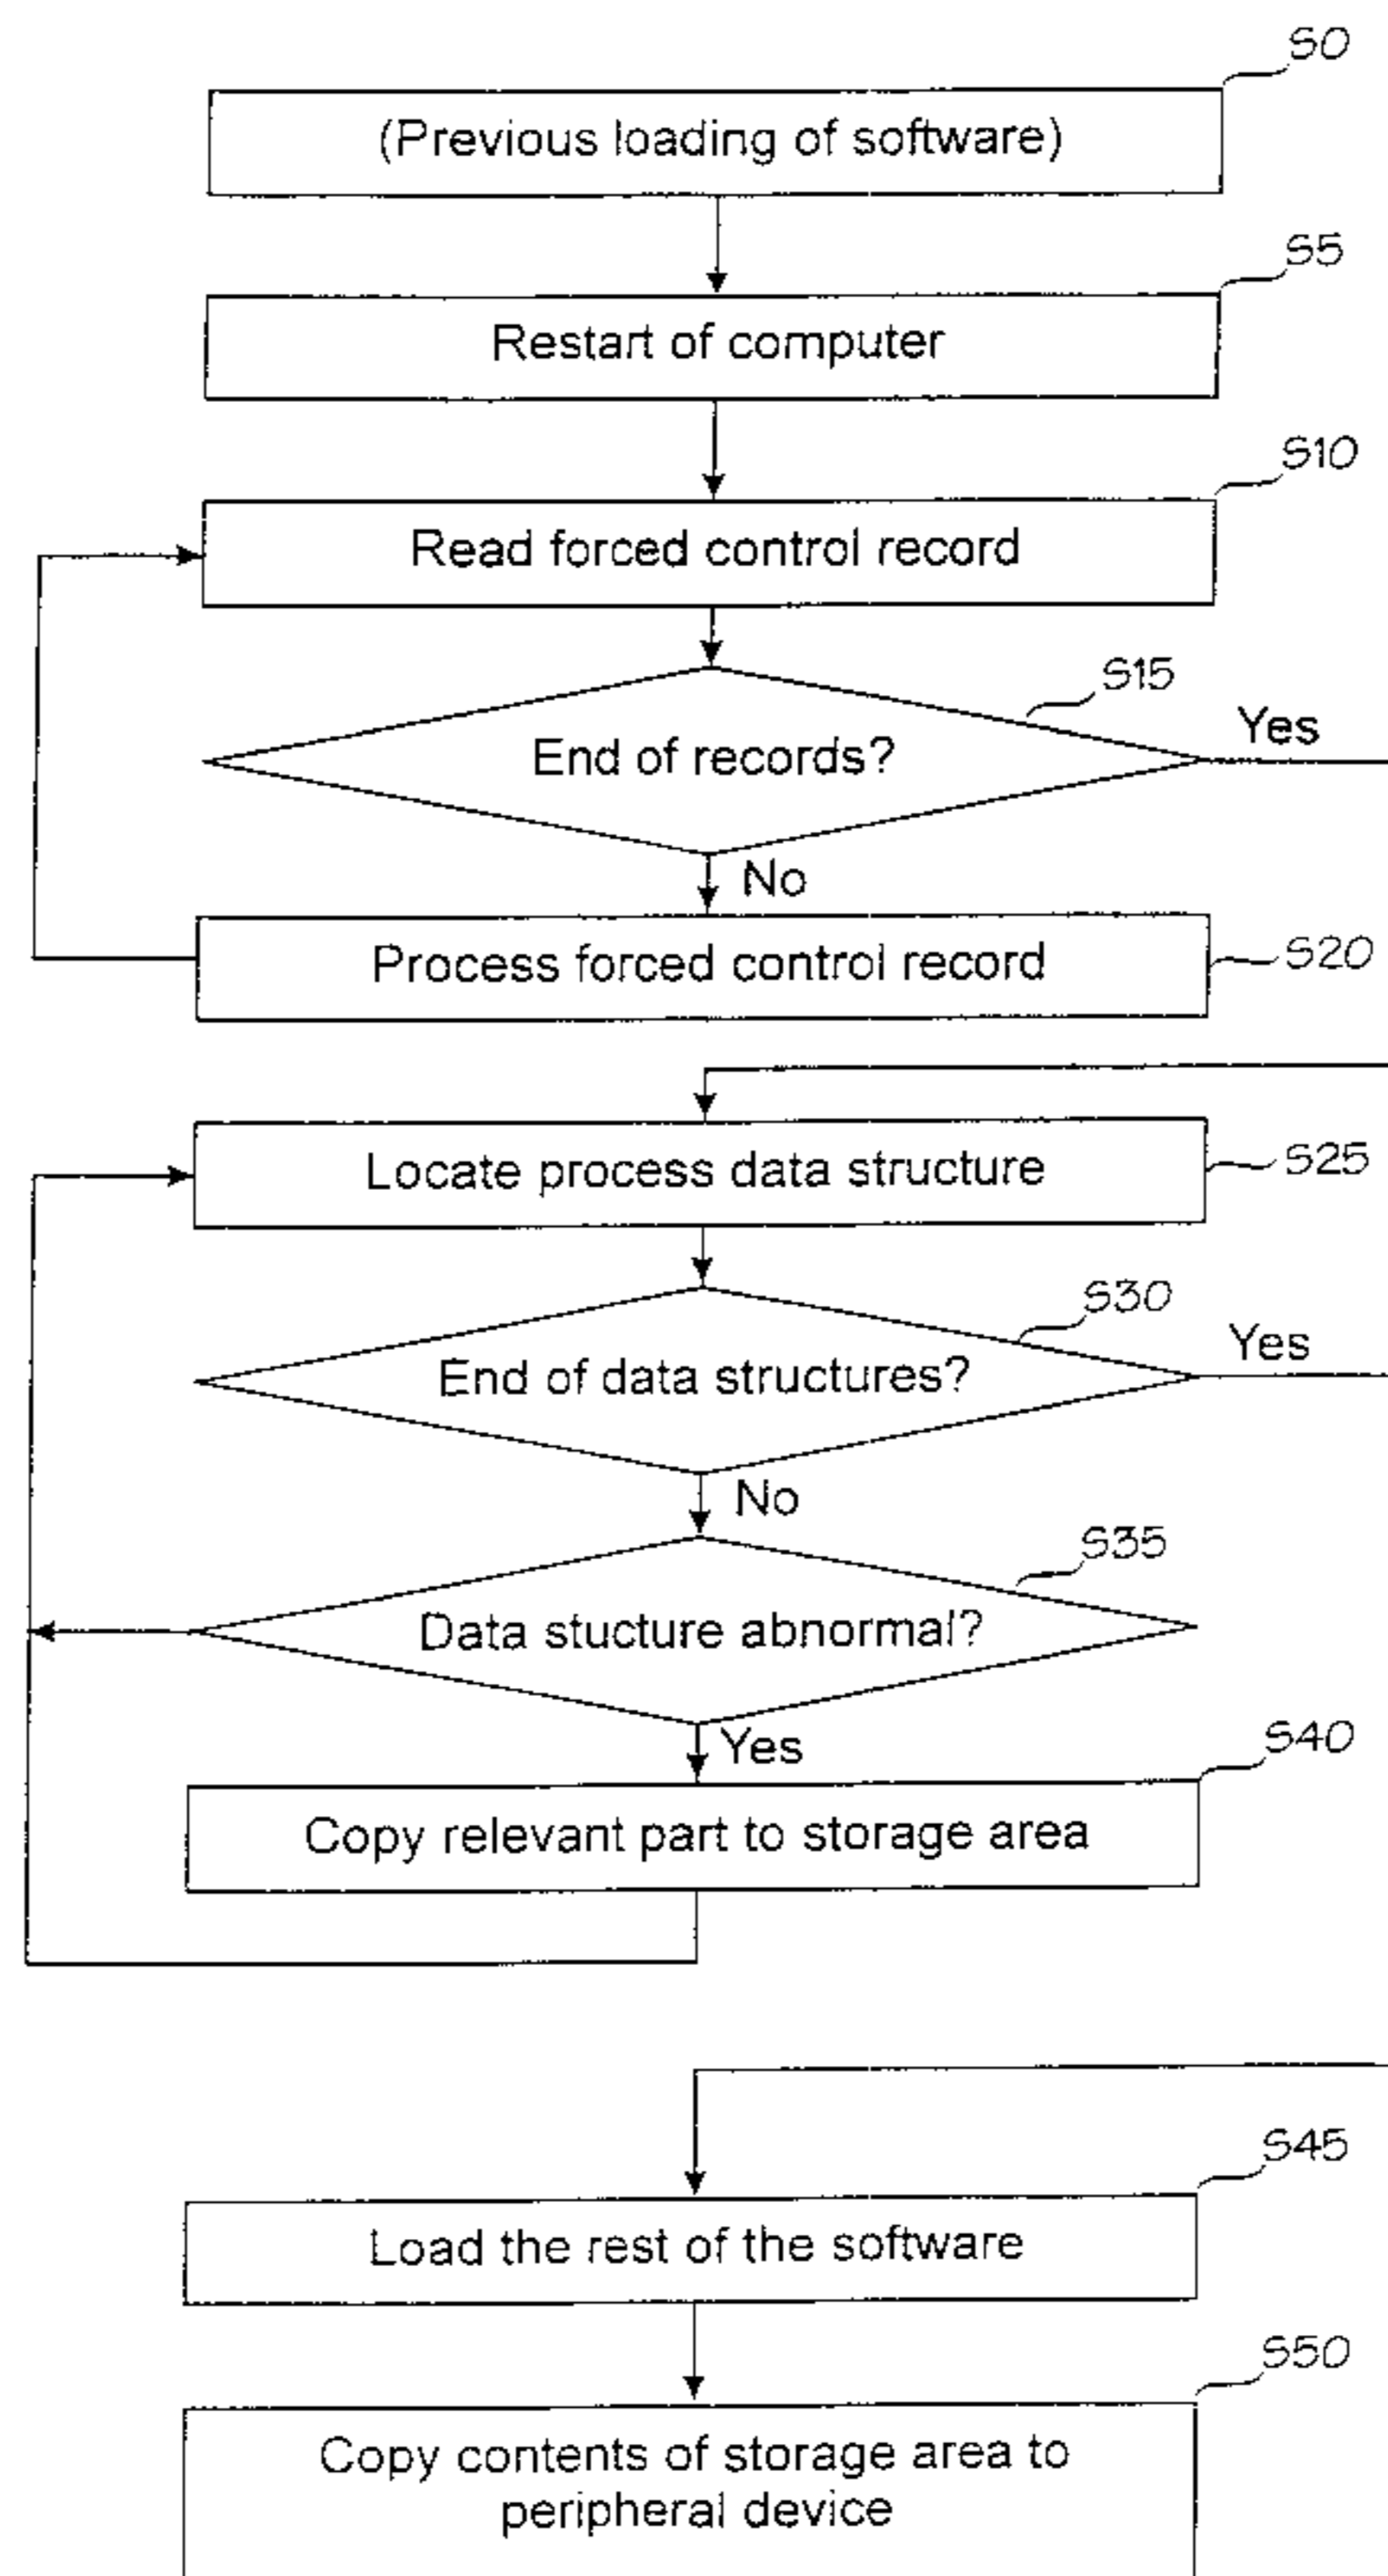 S0
(Previous loading of software)
S5
Restart of computer
S10
Read forced control record
S15
End of records?
Yes
No
Process forced control record
S20
Locate process data structure
S25
S30
End of data structures?
Yes
No
S35
Data stucture abnormal?
Yes
S40
Copy relevant part to storage area
S45
Load the rest of the software
S50
Copy contents of storage area to
peripheral device